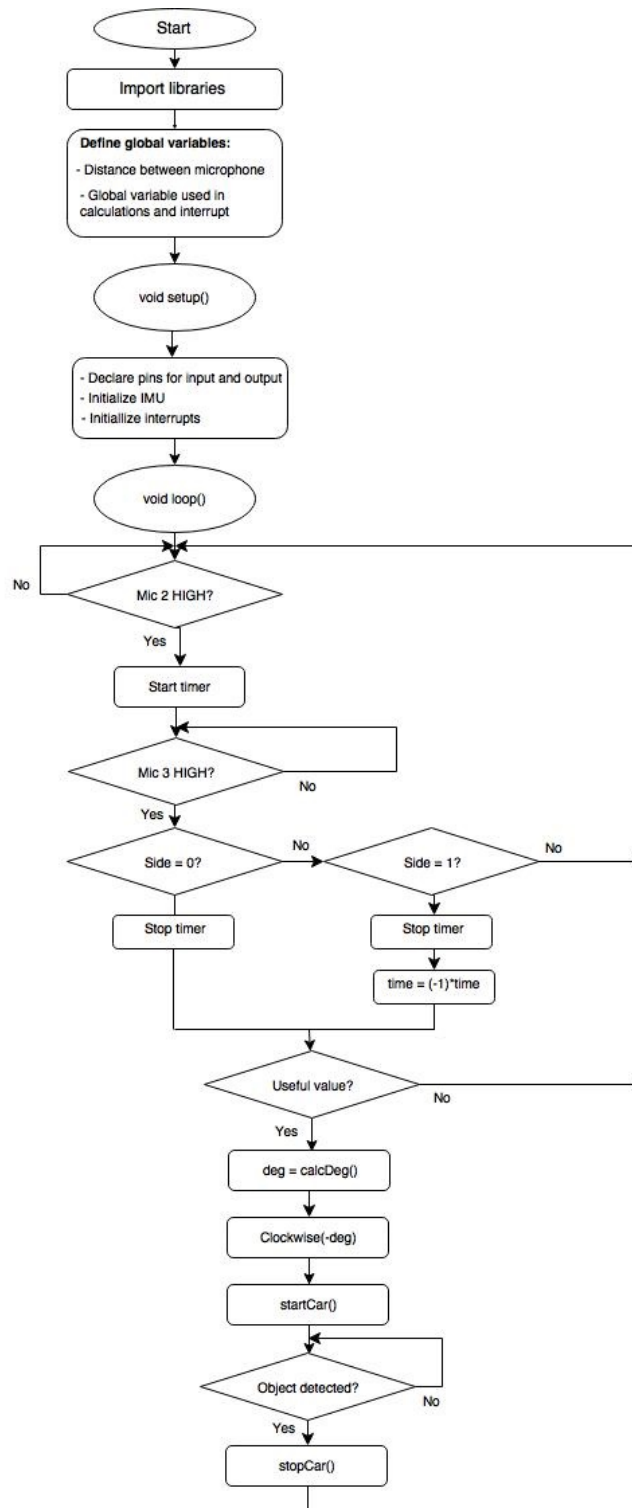 Start
Import libraries
Define global variables:
- Distance between microphone
- Global variable used in
calculations and interrupt
void setup()
- Declare pins for input and output
- Initialize IMU
- Initiallize interrupts
void loop()
No
Mic 2 HIGH?
Yes
Start timer
Mic 3 HIGH?
No
Yes
Side = 0?
No
Side = 1?
No
Stop timer
Stop timer
time = (-1)*time
Useful value?
No
Yes
deg = calcDeg()
Clockwise(-deg)
startCar()
Object detected?
No
Yes
stopCar()